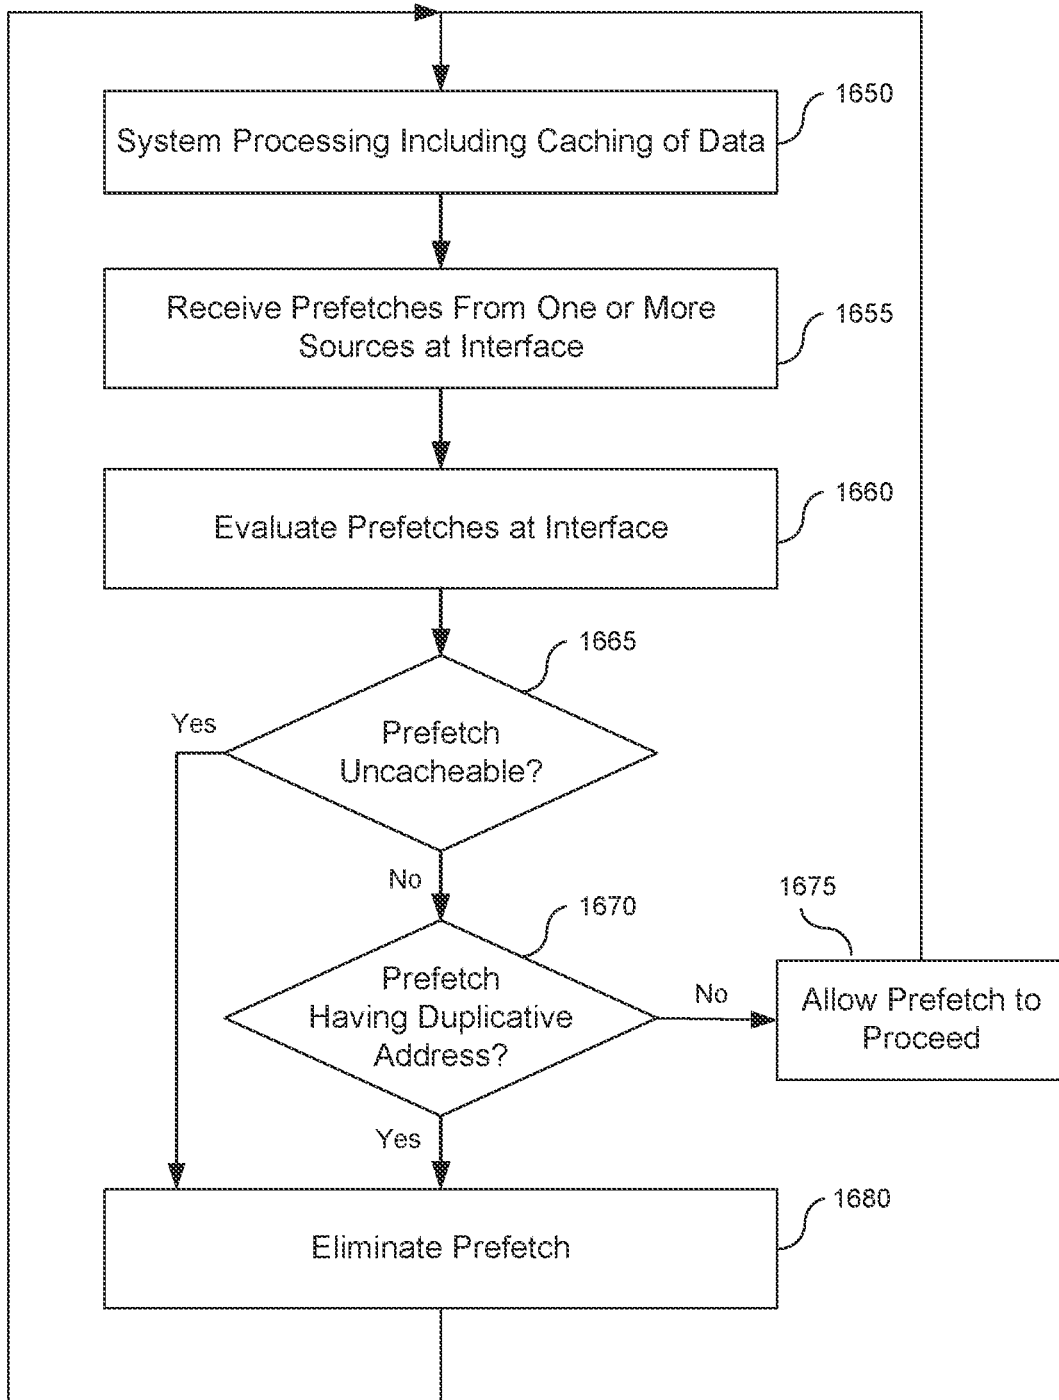 1650
System Processing Including Caching of Data
Receive Prefetches From One or More
Sources at Interface
1655
1660
Evaluate Prefetches at Interface
1665
Yes
Prefetch
Uncacheable?
No
1670
1675
Prefetch
Having Duplicative
Address?
No
Allow Prefetch to
Proceed
Yes
1680
Eliminate Prefetch